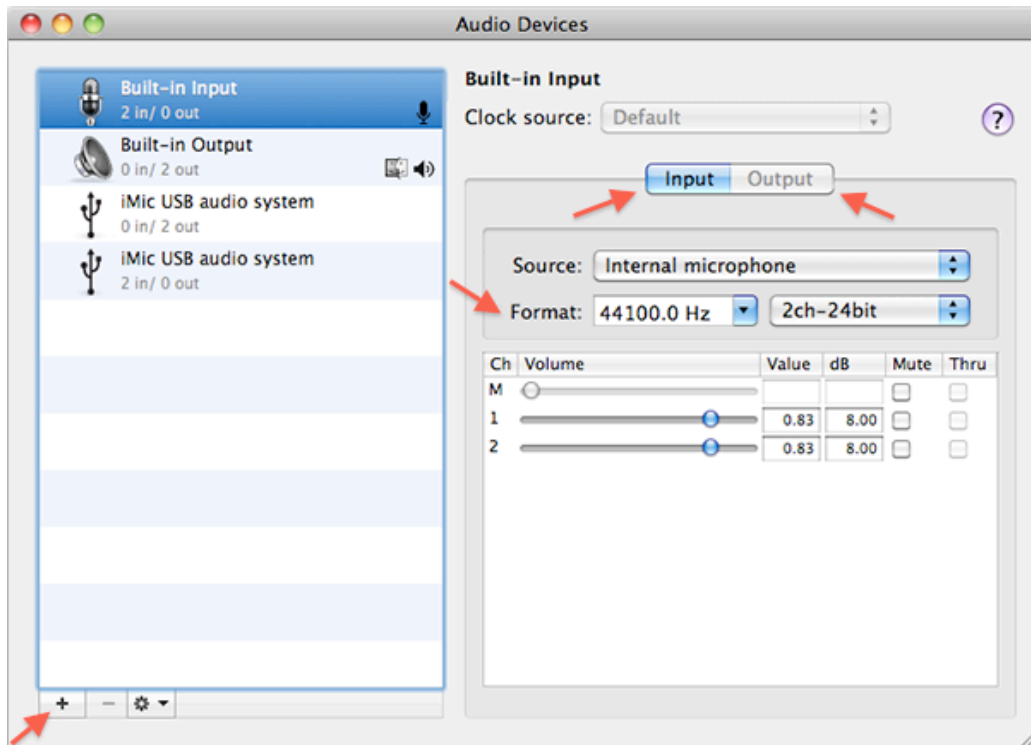 Audio Devices
Built-in Input
2 in/ 0 out
Built-in Output
0 in/ 2 out
iMic USB audio system
0 in/ 2 out
iMic USB audio system
2 in/ 0 out
+ −
Built-in Input
Clock source: Default
?
Input Output
Source: Internal microphone
Format: 44100.0 Hz 2ch-24bit
Ch Volume Value dB Mute Thru
M
1 0.83 8.00
2 0.83 8.00